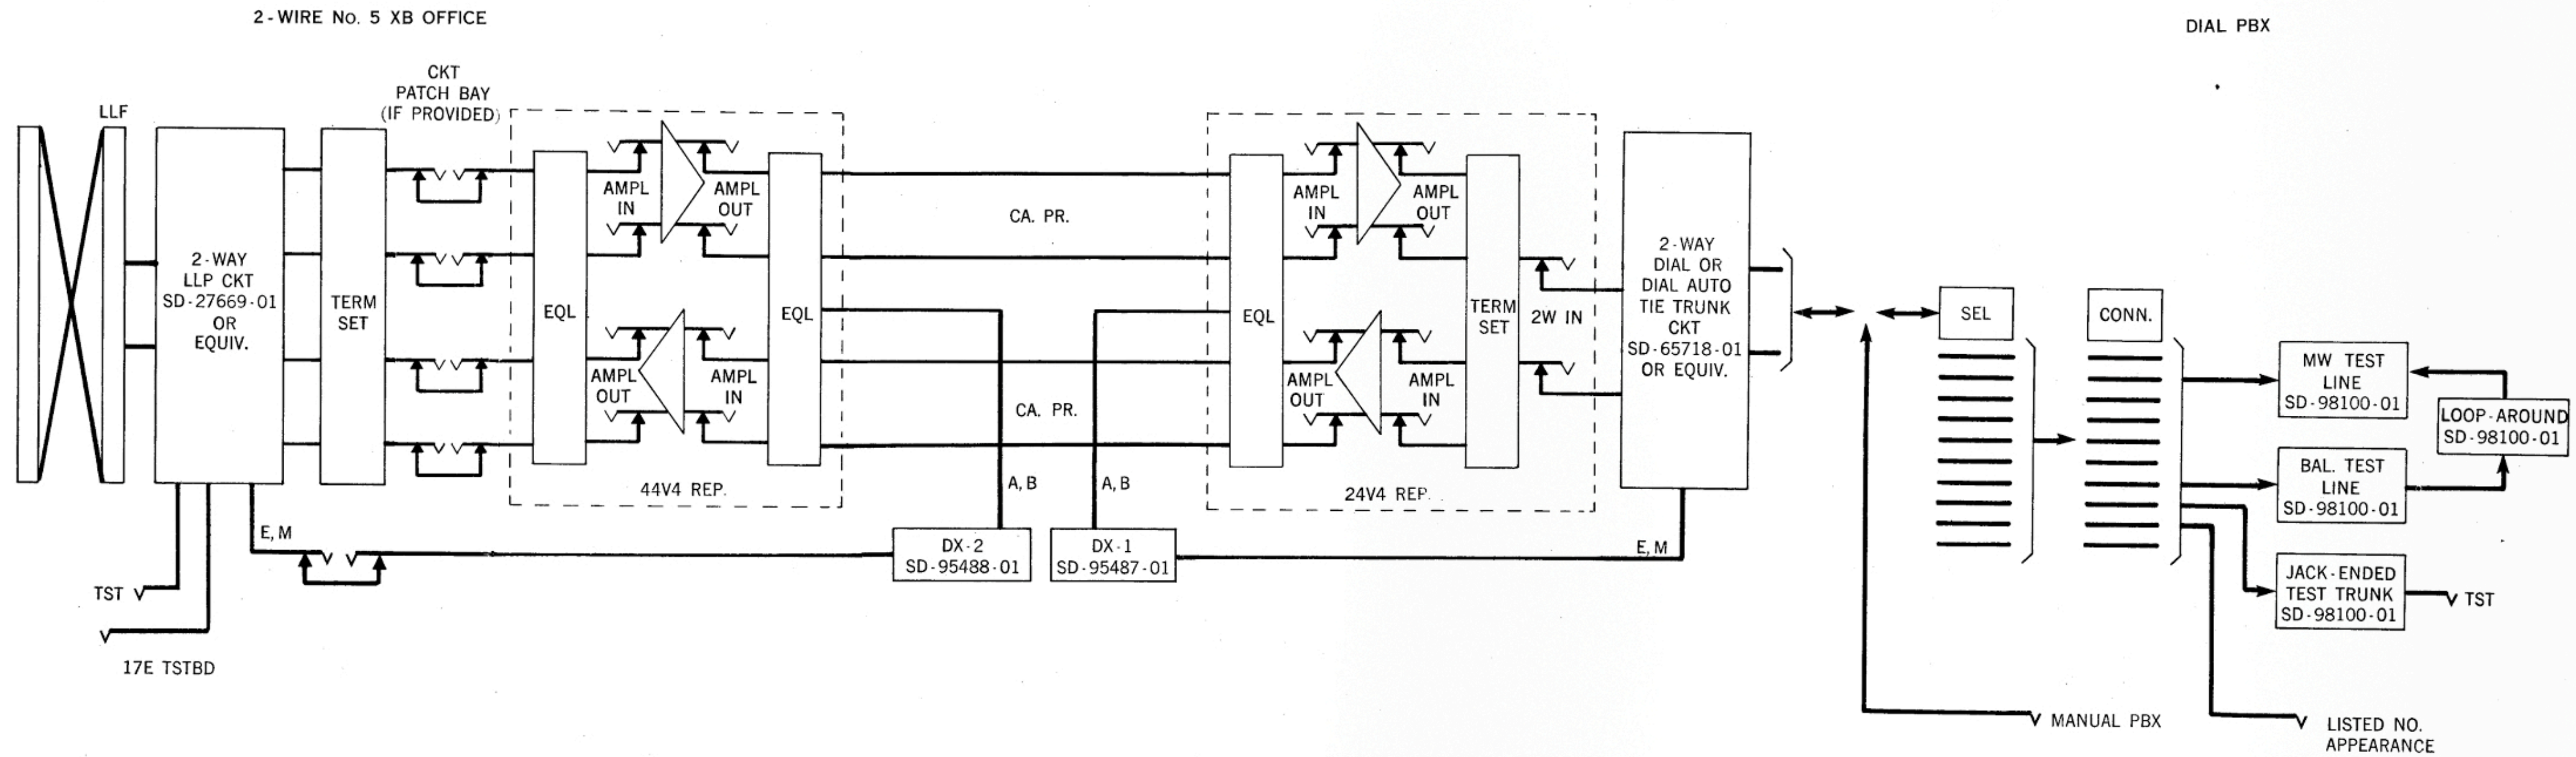 2-WIRE No. 5 XB OFFICE
DIAL PBX
CKT
PATCH BAY
(IF PROVIDED)
LLF
2-WAY
LLP CKT
SD-27669-01
OR
EQUIV.
TERM
SET
EQL
AMPL
IN
AMPL
OUT
AMPL
OUT
AMPL
IN
EQL
44V4 REP.
CA. PR.
CA. PR.
A, B
A, B
EQL
AMPL
IN
AMPL
OUT
AMPL
OUT
AMPL
IN
TERM
SET
2W IN
24V4 REP.
2-WAY
DIAL OR
DIAL AUTO
TIE TRUNK
CKT
SD-65718-01
OR EQUIV.
SEL
CONN.
MW TEST
LINE
SD-98100-01
LOOP-AROUND
SD-98100-01
BAL. TEST
LINE
SD-98100-01
JACK-ENDED
TEST TRUNK
SD-98100-01
TST
E, M
DX-2
SD-95488-01
DX-1
SD-95487-01
E, M
TST
17E TSTBD
MANUAL PBX
LISTED NO.
APPEARANCE